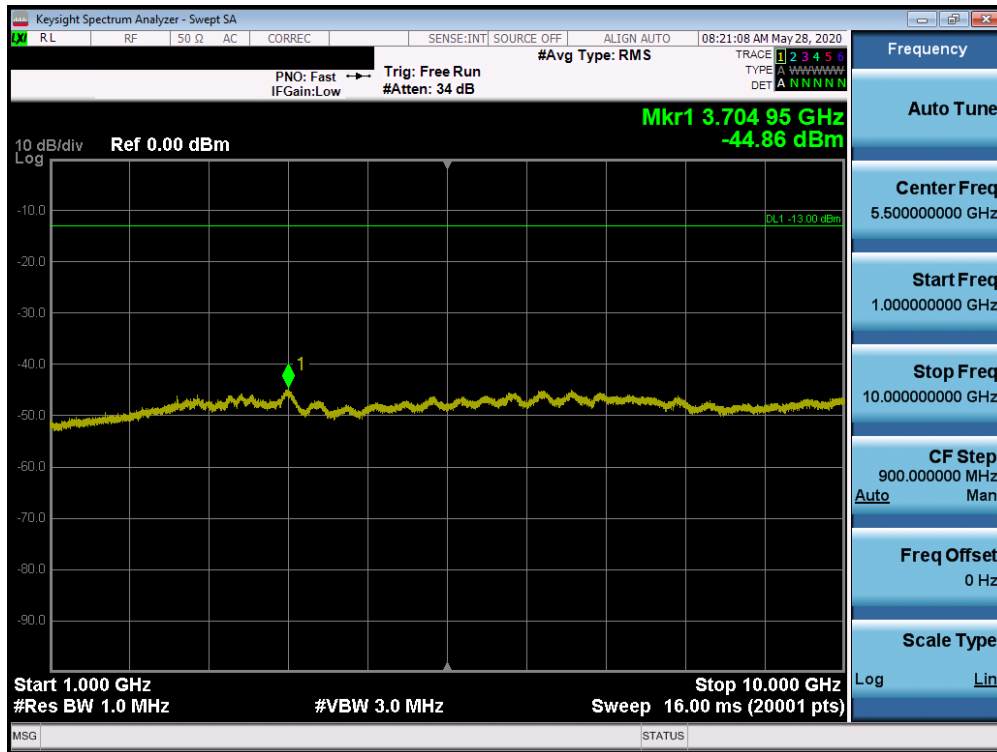 Keysight Spectrum Analyzer - Swept SA
LXI RL RF 50 Ω AC CORREC SENSE:INT SOURCE OFF ALIGN AUTO 08:21:08 AM May 28, 2020
#Avg Type: RMS
TRACE 1 2 3 4 5 6
PNO: Fast Trig: Free Run
TYPE A WWWWW
IFGain:Low #Atten: 34 dB
DET A N N N N N
Mkr1 3.704 95 GHz
-44.86 dBm
10 dB/div Ref 0.00 dBm
Log
-10.0
DL1 -13.00 dBm
-20.0
-30.0
-40.0
1
-50.0
-60.0
-70.0
-80.0
-90.0
Start 1.000 GHz Stop 10.000 GHz
#Res BW 1.0 MHz #VBW 3.0 MHz Sweep 16.00 ms (20001 pts)
MSG STATUS
Frequency
Auto Tune
Center Freq
5.500000000 GHz
Start Freq
1.000000000 GHz
Stop Freq
10.000000000 GHz
CF Step
900.000000 MHz
Auto Man
Freq Offset
0 Hz
Scale Type
Log Lin